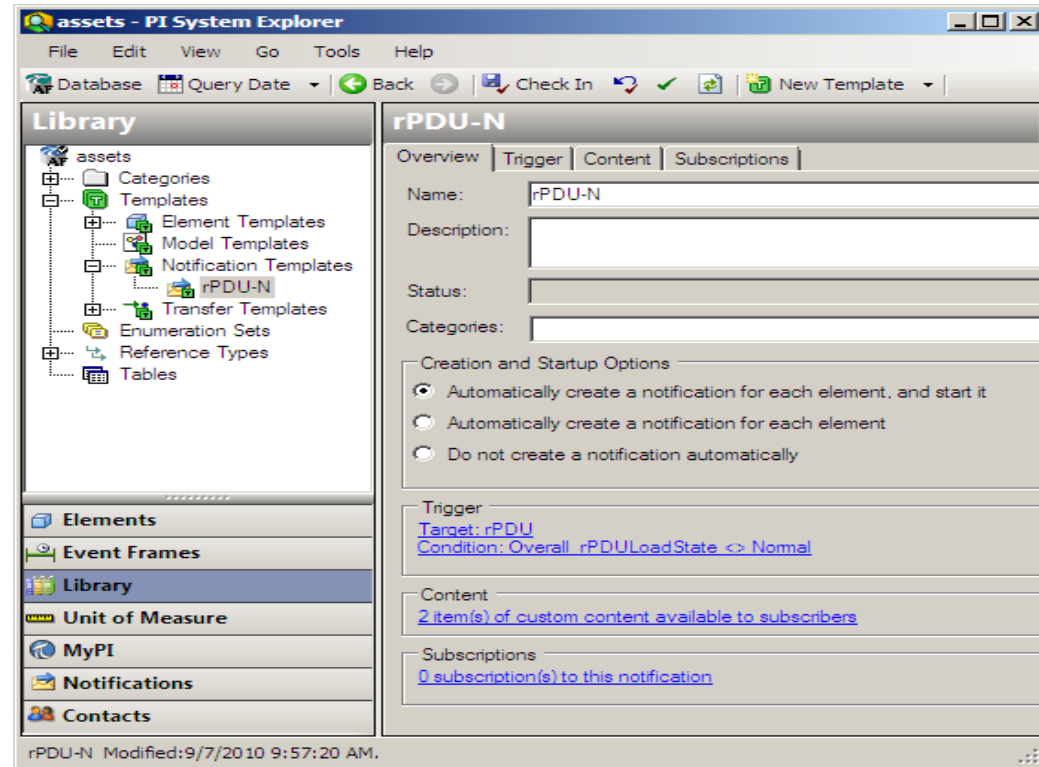 assets - PI System Explorer
File Edit View Go Tools Help
Database Query Date Back Check In New Template
Library
assets
Categories
Templates
Element Templates
Model Templates
Notification Templates
rPDU-N
Transfer Templates
Enumeration Sets
Reference Types
Tables
Elements
Event Frames
Library
Unit of Measure
MyPI
Notifications
Contacts
rPDU-N
Overview Trigger Content Subscriptions
Name: rPDU-N
Description:
Status:
Categories:
Creation and Startup Options
Automatically create a notification for each element, and start it
Automatically create a notification for each element
Do not create a notification automatically
Trigger
Target: rPDU
Condition: Overall rPDULoadState <> Normal
Content
2 item(s) of custom content available to subscribers
Subscriptions
0 subscription(s) to this notification
rPDU-N Modified:9/7/2010 9:57:20 AM.